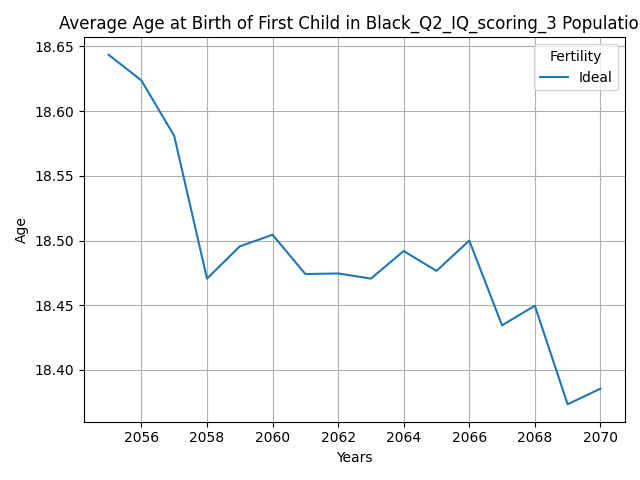 Average Age at Birth of First Child in Black_Q2_IQ_scoring_3 Populatio
18.65
18.60
18.55
18.50
18.45
18.40
Age
Fertility
Ideal
2056 2058 2060 2062 2064 2066 2068 2070
Years